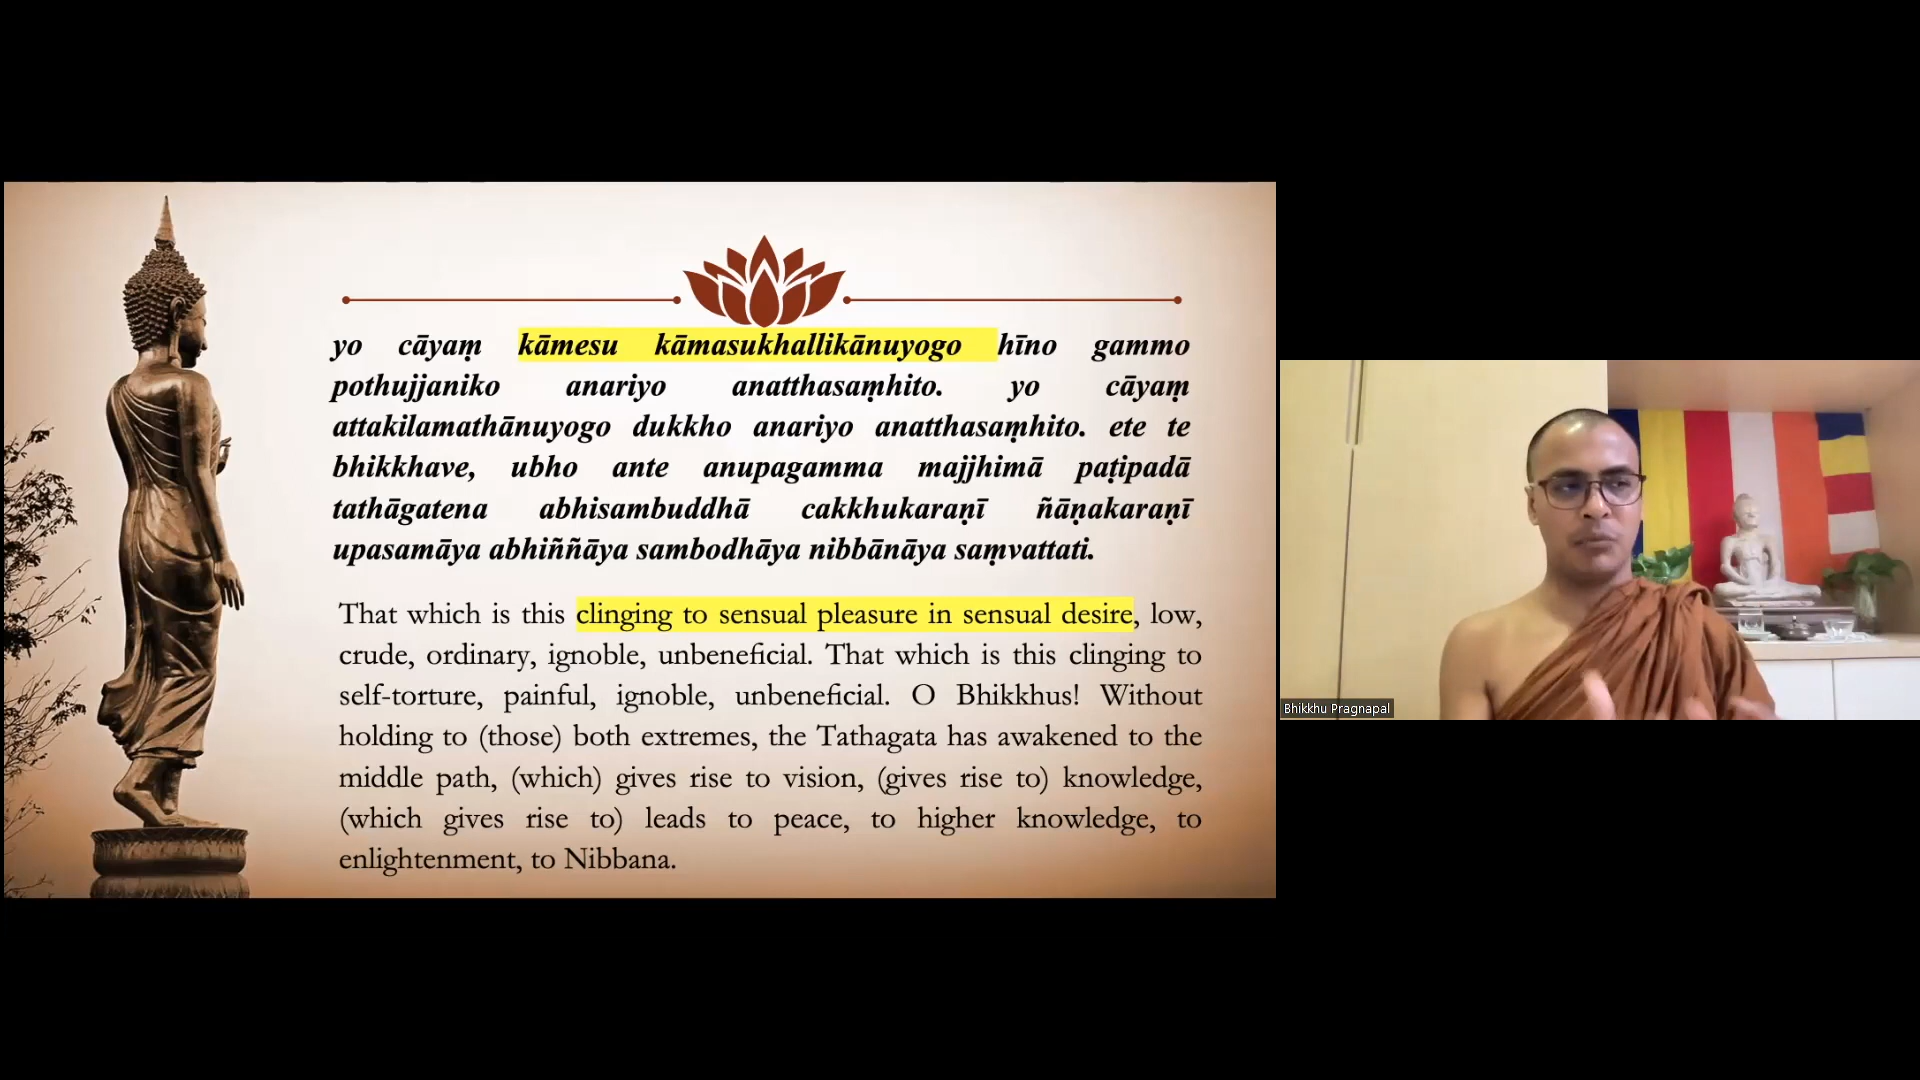 yo cāyaṃ kāmesu kāmasukhallikānuyogo hīno gammo
pothujjaniko anariyo anatthasaṃhito. yo cāyaṃ
attakilamathānuyogo dukkho anariyo anatthasaṃhito. ete te
bhikkhave, ubho ante anupagamma majjhimā paṭipadā
tathāgatena abhisambuddhā cakkhukaraṇī ñāṇakaraṇī
upasamāya abhiññāya sambodhāya nibbānāya saṃvattati.
That which is this clinging to sensual pleasure in sensual desire, low,
crude, ordinary, ignoble, unbeneficial. That which is this clinging to
self-torture, painful, ignoble, unbeneficial. O Bhikkhus! Without
holding to (those) both extremes, the Tathagata has awakened to the
middle path, (which) gives rise to vision, (gives rise to) knowledge,
(which gives rise to) leads to peace, to higher knowledge, to
enlightenment, to Nibbana.
Bhikkhu Pragnapal